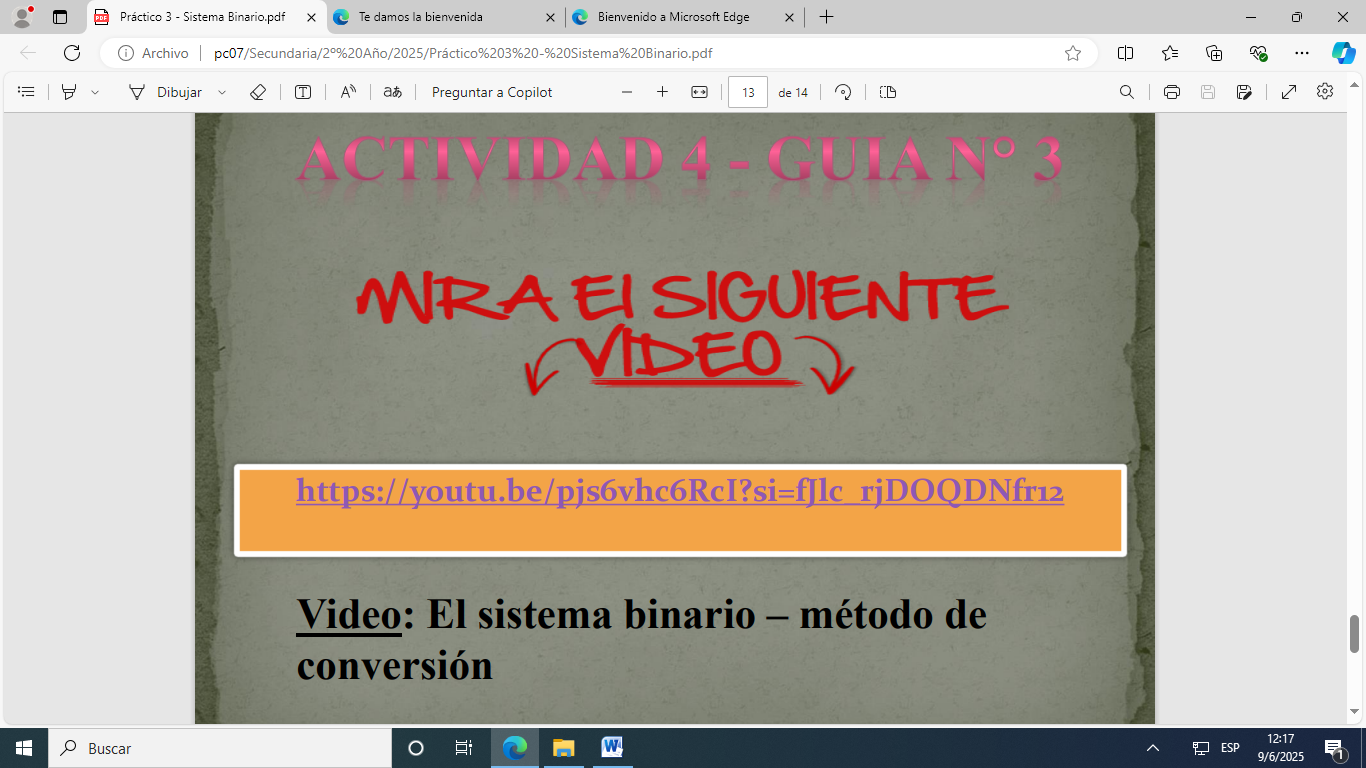 Práctico 3 - Sistema Binario.pdf
Te damos la bienvenida
Bienvenido a Microsoft Edge
Archivo
pc07/Secundaria/2º%20Año/2025/Práctico%203%20-%20Sistema%20Binario.pdf
Dibujar
Preguntar a Copilot
13
de 14
ACTIVIDAD 4 - GUIA N° 3
MIRA El SIGUIENTE
VIDEO
https://youtu.be/pjs6vhc6RcI?si=fJlc_rjDOQDNfr12
Video: El sistema binario – método de
conversión
Buscar
ESP
12:17
9/6/2025
1